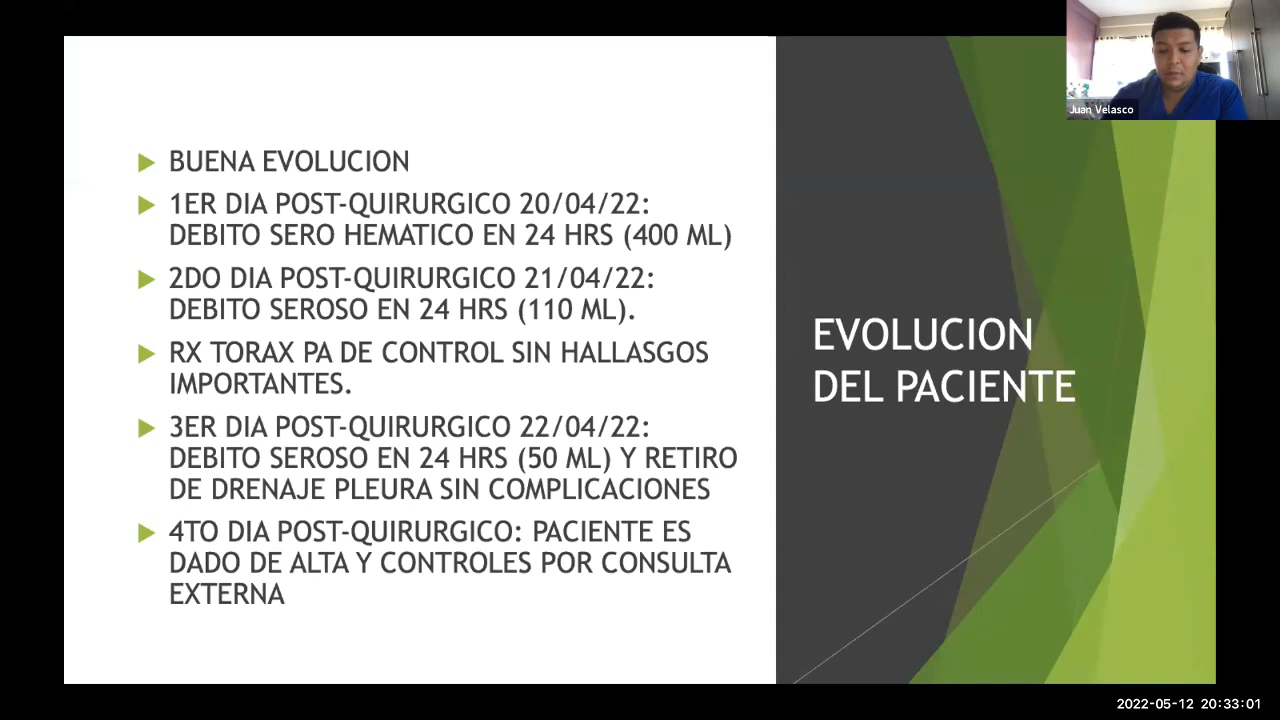 Juan Velasco
BUENA EVOLUCION
1ER DIA POST-QUIRURGICO 20/04/22:
DEBITO SERO HEMATICO EN 24 HRS (400 ML)
2DO DIA POST-QUIRURGICO 21/04/22:
DEBITO SEROSO EN 24 HRS (110 ML).
RX TORAX PA DE CONTROL SIN HALLASGOS
IMPORTANTES.
3ER DIA POST-QUIRURGICO 22/04/22:
DEBITO SEROSO EN 24 HRS (50 ML) Y RETIRO
DE DRENAJE PLEURA SIN COMPLICACIONES
4TO DIA POST-QUIRURGICO: PACIENTE ES
DADO DE ALTA Y CONTROLES POR CONSULTA
EXTERNA
EVOLUCION
DEL PACIENTE
2022-05-12 20:33:01